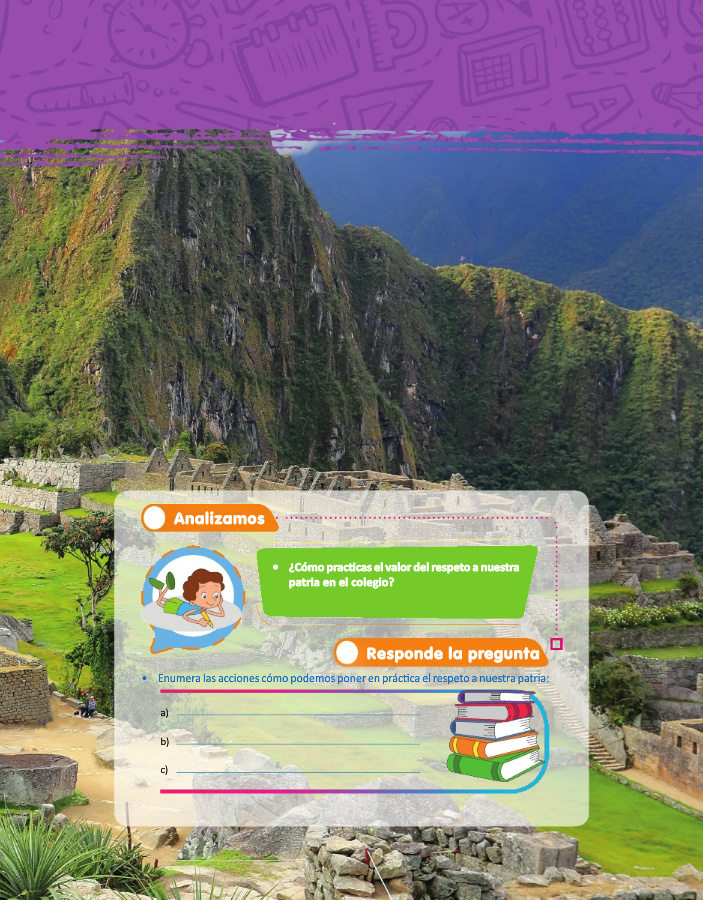 Analizamos
• ¿Cómo practicas el valor del respeto a nuestra
patria en el colegio?
Responde la pregunta
• Enumera las acciones cómo podemos poner en práctica el respeto a nuestra patria:
a)
b)
c)